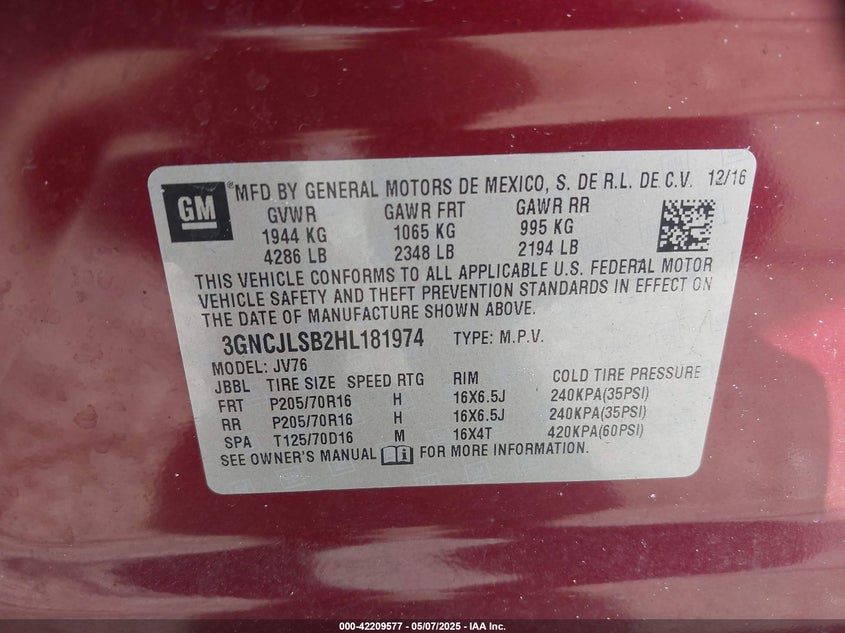 GM® MFD BY GENERAL MOTORS DE MEXICO, S. DE R.L. DE C.V. 12/16
GVWR GAWR FRT GAWR RR
1944 KG 1065 KG 995 KG
4286 LB 2348 LB 2194 LB
THIS VEHICLE CONFORMS TO ALL APPLICABLE U.S. FEDERAL MOTOR
VEHICLE SAFETY AND THEFT PREVENTION STANDARDS IN EFFECT ON
THE DATE OF MANUFACTURE SHOWN ABOVE.
3GNCJLSB2HL181974 TYPE: M.P.V.
MODEL: JV76
JBBL TIRE SIZE SPEED RTG RIM COLD TIRE PRESSURE
FRT P205/70R16 H 16X6.5J 240KPA(35PSI)
RR P205/70R16 H 16X6.5J 240KPA(35PSI)
SPA T125/70D16 M 16X4T 420KPA(60PSI)
SEE OWNER'S MANUAL FOR MORE INFORMATION.
000-42209577 - 05/07/2025 - IAA Inc.